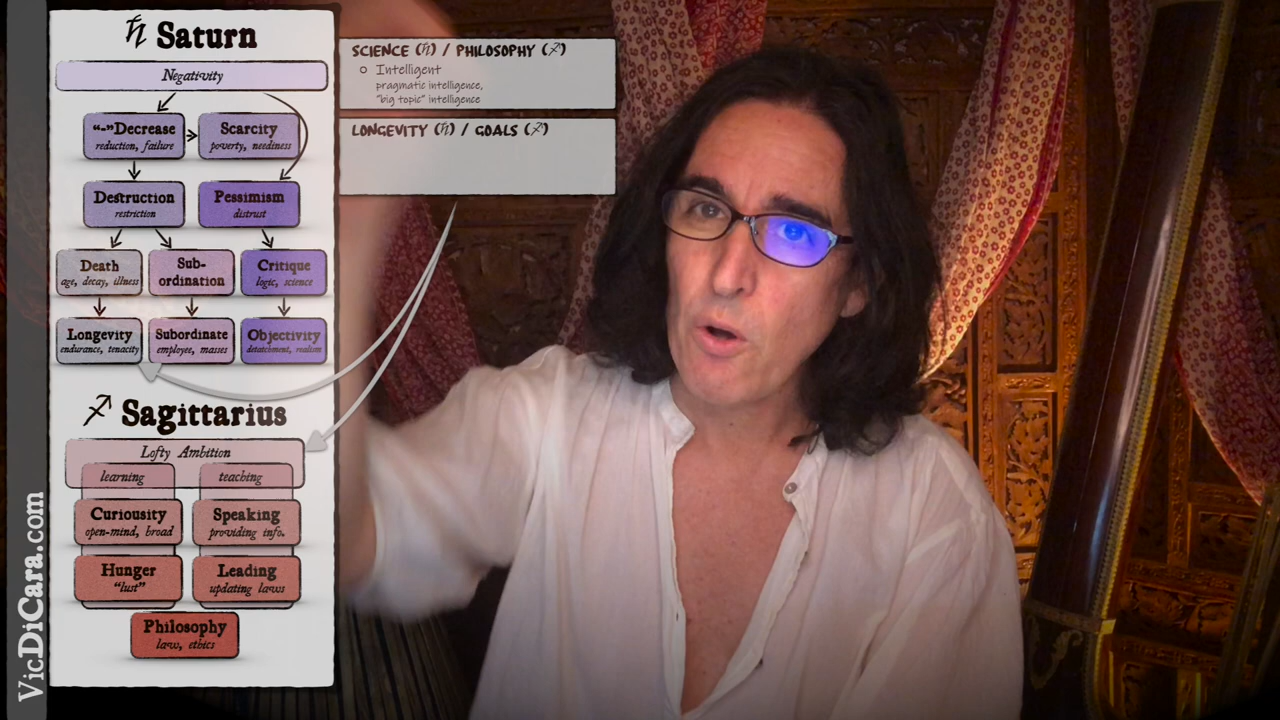 ♄ Saturn
Negativity
“-”Decrease
reduction, failure
Scarcity
poverty, neediness
Destruction
restriction
Pessimism
distrust
Death
age, decay, illness
Sub-
ordination
Critique
logic, science
Longevity
endurance, tenacity
Subordinate
employee, masses
Objectivity
detatchment, realism
♐ Sagittarius
Lofty Ambition
learning
teaching
Curiousity
open-mind, broad
Speaking
providing info.
Hunger
“lust”
Leading
updating laws
Philosophy
law, ethics
SCIENCE (♄) / PHILOSOPHY (♐)
○ Intelligent
pragmatic intelligence,
“big topic” intelligence
LONGEVITY (♄) / GOALS (♐)
VicDiCara.com